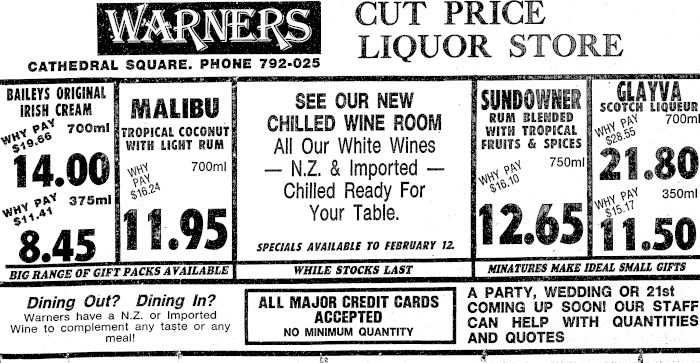 WARNERS
CATHEDRAL SQUARE. PHONE 792-025
CUT PRICE
LIQUOR STORE
BAILEYS ORIGINAL
IRISH CREAM
WHY PAY
$19.66
700ml
14.00
WHY PAY
$11.41
375ml
8.45
BIG RANGE OF GIFT PACKS AVAILABLE
MALIBU
TROPICAL COCONUT
WITH LIGHT RUM
WHY
PAY
$16.24
700ml
11.95
SEE OUR NEW
CHILLED WINE ROOM
All Our White Wines
— N.Z. & Imported —
Chilled Ready For
Your Table.
SPECIALS AVAILABLE TO FEBRUARY 12.
WHILE STOCKS LAST
SUNDOWNER
RUM BLENDED
WITH TROPICAL
FRUITS & SPICES
WHY PAY
$16.10
750ml
12.65
GLAYVA
SCOTCH LIQUEUR
WHY PAY
$28.55
700ml
21.80
WHY PAY
$15.17
350ml
11.50
MINATURES MAKE IDEAL SMALL GIFTS
Dining Out? Dining In?
Warners have a N.Z. or Imported
Wine to complement any taste or any
meal!
ALL MAJOR CREDIT CARDS
ACCEPTED
NO MINIMUM QUANTITY
A PARTY, WEDDING OR 21st
COMING UP SOON! OUR STAFF
CAN HELP WITH QUANTITIES
AND QUOTES